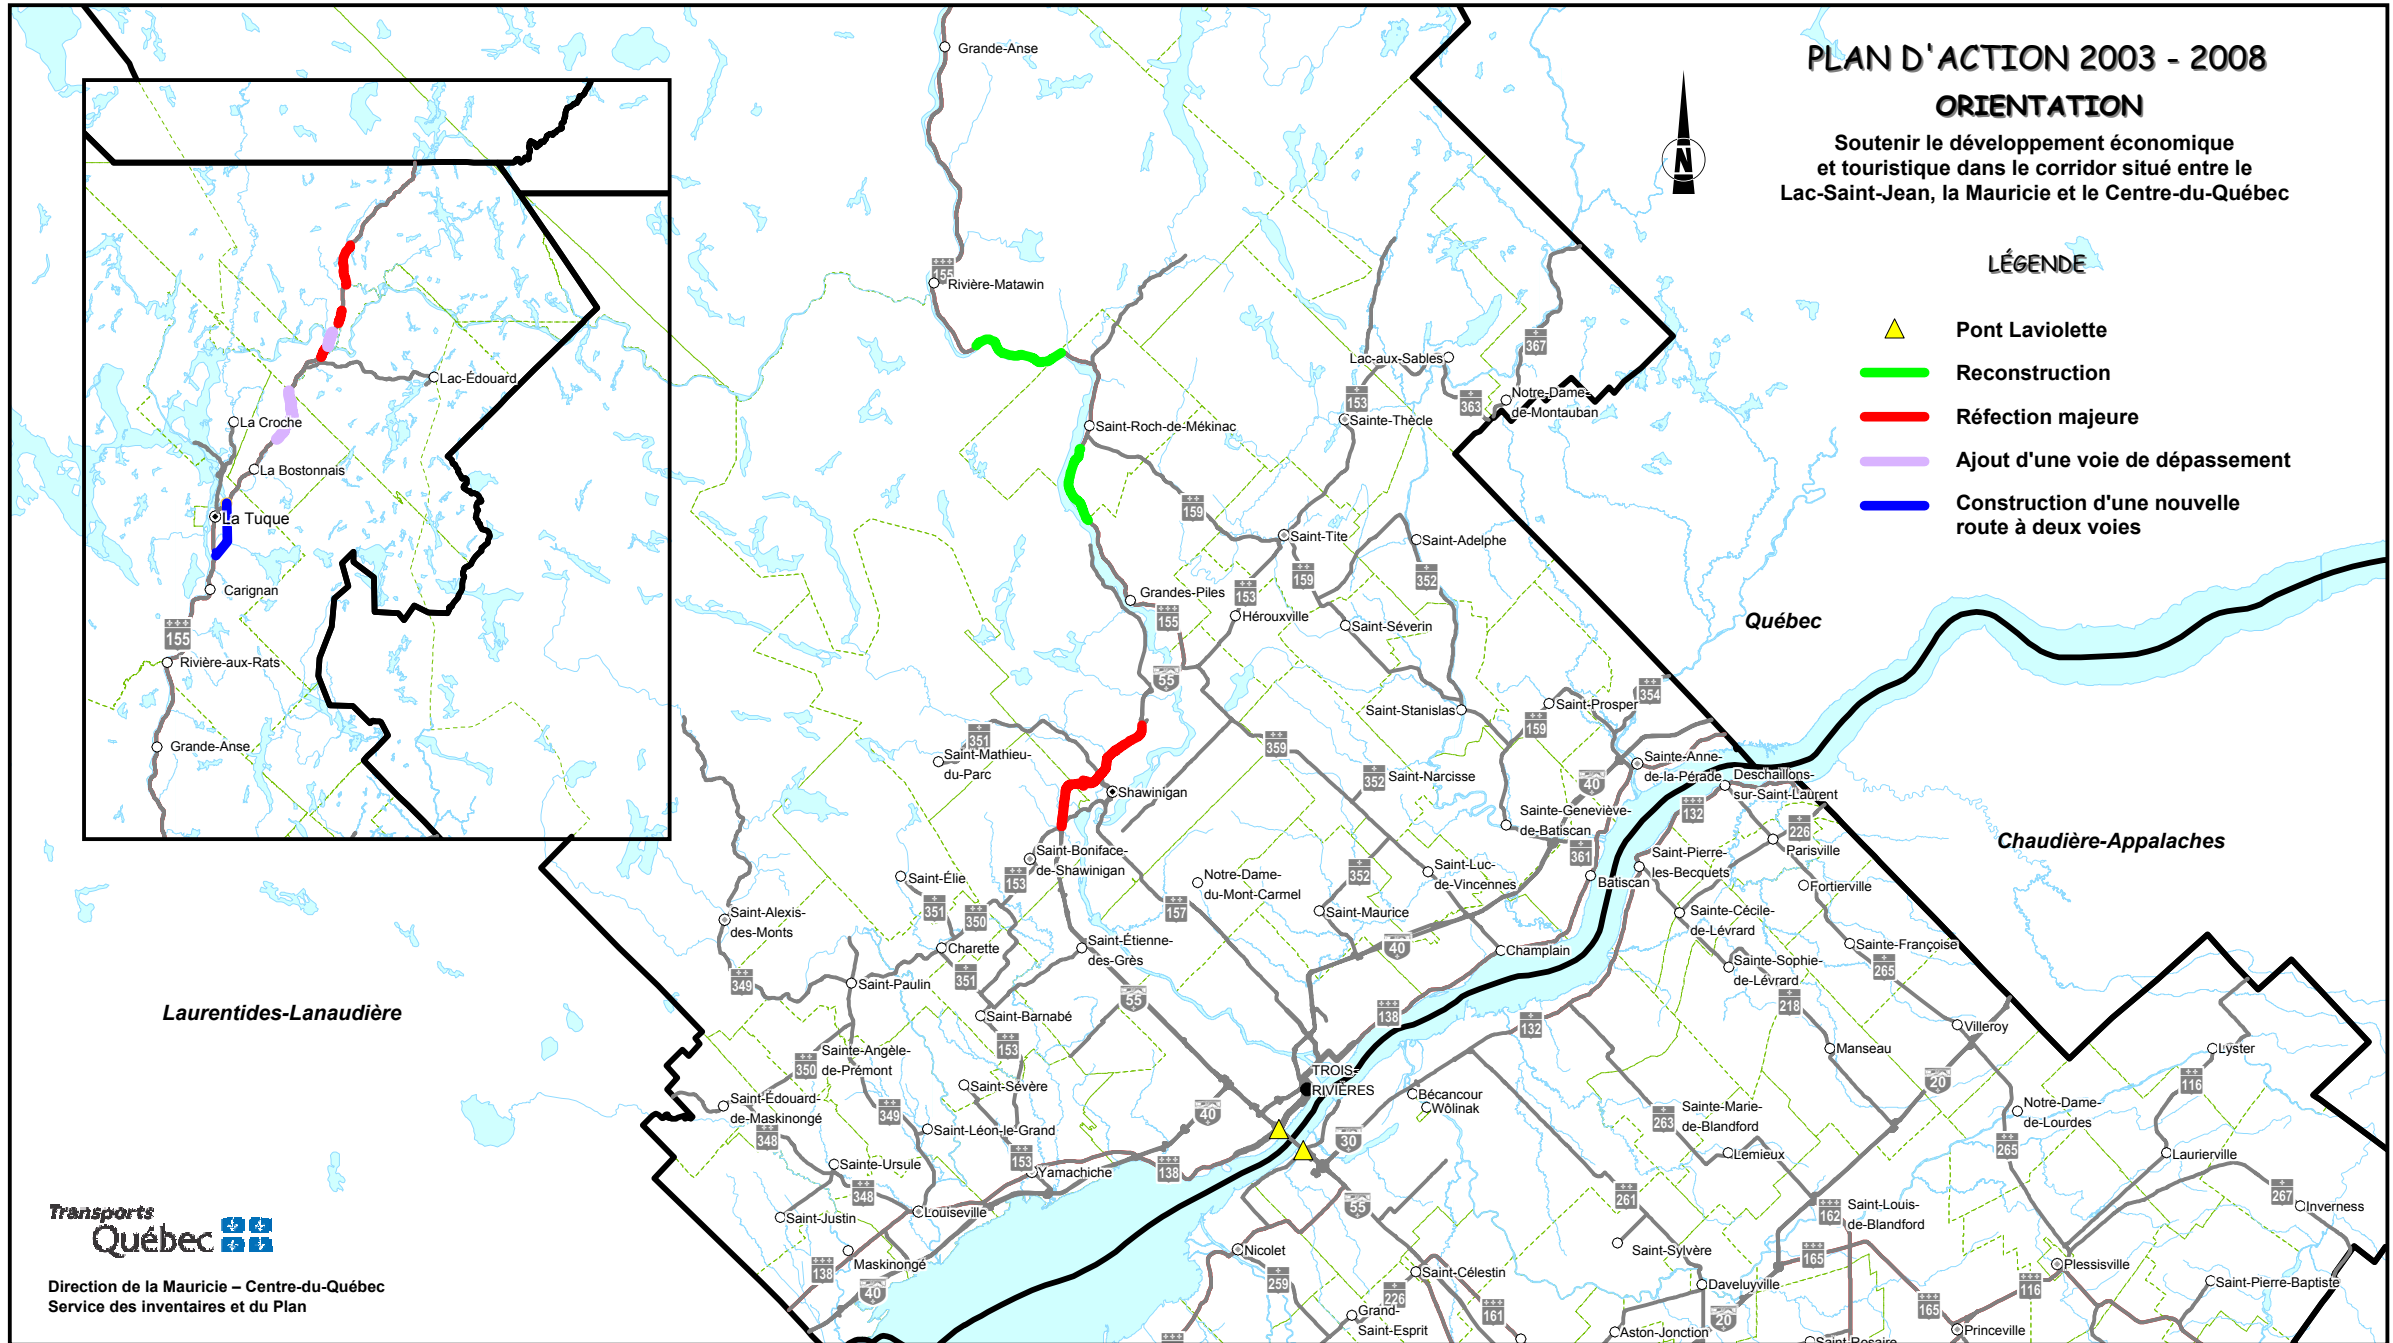 PLAN D'ACTION 2003 - 2008
ORIENTATION
Soutenir le développement économique
et touristique dans le corridor situé entre le
Lac-Saint-Jean, la Mauricie et le Centre-du-Québec
N
LÉGENDE
Pont Laviolette
Reconstruction
Réfection majeure
Ajout d'une voie de dépassement
Construction d'une nouvelle
route à deux voies
Lac-Édouard
La Croche
La Bostonnais
La Tuque
Carignan
155
Rivière-aux-Rats
Grande-Anse
Grande-Anse
155
Rivière-Matawin
Lac-aux-Sables
367
153
363
Notre-Dame-
de-Montauban
Sainte-Thècle
Saint-Roch-de-Mékinac
159
Saint-Tite
Saint-Adelphe
159
352
153
Grandes-Piles
155
Hérouxville
Saint-Séverin
Québec
55
354
Saint-Prosper
Saint-Stanislas
159
351
359
Saint-Mathieu-
du-Parc
352
Saint-Narcisse
Sainte-Anne-
de-la-Pérade
40
Deschaillons-
sur-Saint-Laurent
Shawinigan
132
Sainte-Geneviève-
de-Batiscan
226
Parisville
Chaudière-Appalaches
361
Saint-Boniface-
de-Shawinigan
153
Saint-Pierre-
les-Becquets
Saint-Luc-
de-Vincennes
352
Batiscan
Fortierville
Saint-Élie
Notre-Dame-
du-Mont-Carmel
351
350
157
Saint-Maurice
Sainte-Cécile-
de-Lévrard
Saint-Alexis-
des-Monts
Charette
Saint-Étienne-
des-Grès
40
Champlain
Sainte-Françoise
265
Sainte-Sophie-
de-Lévrard
349
351
Saint-Paulin
55
218
Laurentides-Lanaudière
Saint-Barnabé
138
132
Villeroy
153
Sainte-Angèle-
de-Prémont
350
Manseau
Lyster
TROIS-
RIVIÈRES
20
116
Saint-Sévère
Bécancour
Wôlinak
Saint-Édouard-
de-Maskinongé
349
40
Sainte-Marie-
de-Blandford
263
Notre-Dame-
de-Lourdes
348
Saint-Léon-le-Grand
30
265
Lemieux
Laurierville
Sainte-Ursule
153
Yamachiche
138
348
261
55
267
Saint-Justin
Louiseville
162
Saint-Louis-
de-Blandford
Inverness
Nicolet
Saint-Sylvère
165
Maskinongé
138
40
259
Saint-Célestin
226
Daveluyville
Plessisville
116
Saint-Pierre-Baptiste
Grand-
Saint-Esprit
161
20
165
Aston-Jonction
Princeville
Saint-Rosaire
Transports
Québec
Direction de la Mauricie – Centre-du-Québec
Service des inventaires et du Plan